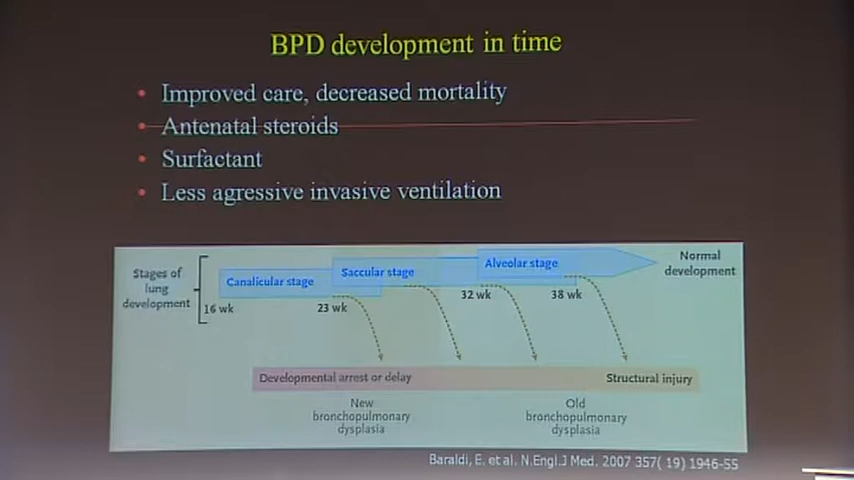 BPD development in time
• Improved care, decreased mortality
• Antenatal steroids
• Surfactant
• Less agressive invasive ventilation
Stages of
lung
development
Canalicular stage
Saccular stage
Alveolar stage
Normal
development
16 wk
23 wk
32 wk
38 wk
Developmental arrest or delay
Structural injury
New
bronchopulmonary
dysplasia
Old
bronchopulmonary
dysplasia
Baraldi, E. et al. N.Engl.J Med. 2007 357( 19) 1946-55